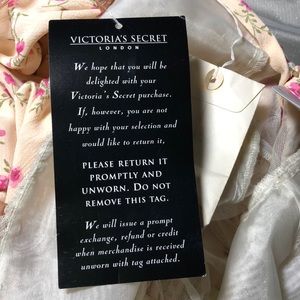 VICTORIA'S SECRET
LONDON
We hope that you will be
delighted with your
Victoria's Secret purchase.
If, however, you are not
happy with your selection and
would like to return it,
PLEASE RETURN IT
PROMPTLY AND
UNWORN. DO NOT
REMOVE THIS TAG.
We will issue a prompt
exchange, refund or credit
when merchandise is received
unworn with tag attached.